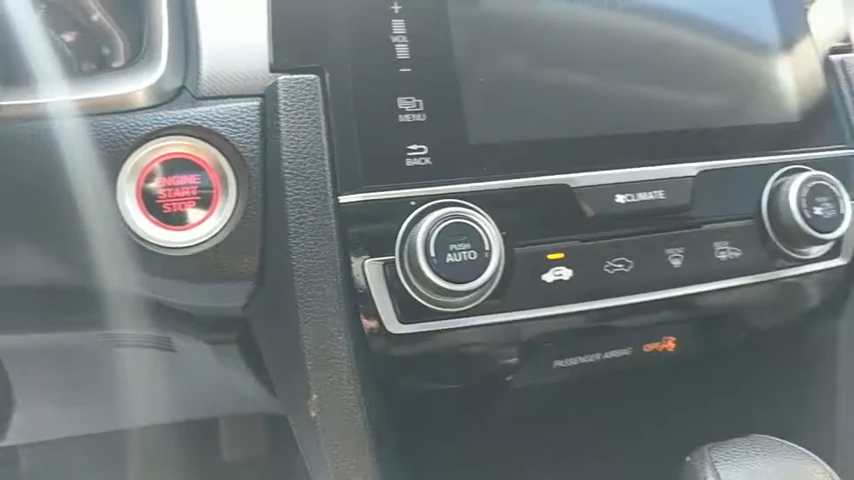 +
VOL
-
MENU
BACK
ENGINE
START
STOP
CLIMATE
PUSH
AUTO
PASSENGER AIRBAG
OFF